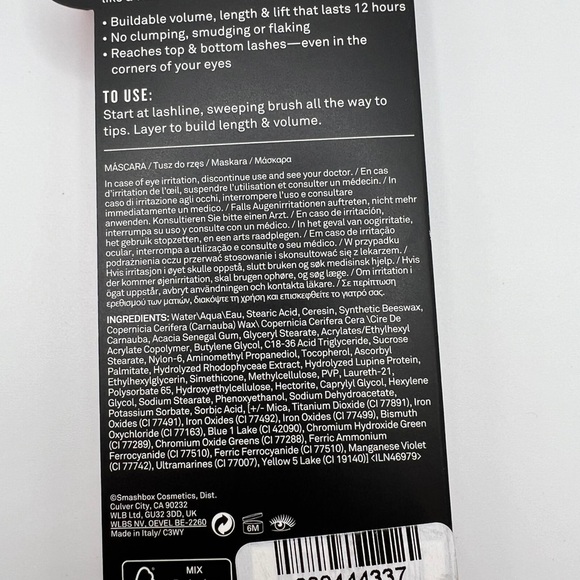 • Buildable volume, length & lift that lasts 12 hours
• No clumping, smudging or flaking
• Reaches top & bottom lashes—even in the
corners of your eyes
TO USE:
Start at lashline, sweeping brush all the way to
tips. Layer to build length & volume.
MÁSCARA / Tusz do rzęs / Maskara / Μάσκαρα
In case of eye irritation, discontinue use and see your doctor. / En cas
d'irritation de l'œil, suspendre l'utilisation et consulter un médecin. / In
caso di irritazione agli occhi, interrompere l'uso e consultare
immediatamente un medico. / Falls Augenirritationen auftreten, nicht mehr
anwenden. Konsultieren Sie bitte einen Arzt. / En caso de irritación,
interrumpa su uso y consulte con un médico. / In het geval van oogirritatie,
het gebruik stopzetten, en een arts raadplegen. / Em caso de irritação
ocular, interrompa a utilização e consulte o seu médico. / W przypadku
podrażnienia oczu przerwać stosowanie i skonsultować się z lekarzem. /
Hvis irritasjon i øyet skulle oppstå, slutt bruken og søk medisinsk hjelp. / Hvis
der kommer øjenirritation, skal brugen ophøre, og søg læge. / Om irritation i
ögat uppstår, avbryt användningen och kontakta läkare. / Σε περίπτωση
ερεθισμού των ματιών, διακόψτε τη χρήση και επισκεφθείτε το γιατρό σας.
INGREDIENTS: Water\Aqua\Eau, Stearic Acid, Ceresin, Synthetic Beeswax,
Copernicia Cerifera (Carnauba) Wax\ Copernicia Cerifera Cera \Cire De
Carnauba, Acacia Senegal Gum, Glyceryl Stearate, Acrylates/Ethylhexyl
Acrylate Copolymer, Butylene Glycol, C18-36 Acid Triglyceride, Sucrose
Stearate, Nylon-6, Aminomethyl Propanediol, Tocopherol, Ascorbyl
Palmitate, Hydrolyzed Rhodophyceae Extract, Hydrolyzed Lupine Protein,
Ethylhexylglycerin, Simethicone, Methylcellulose, PVP, Laureth-21,
Polysorbate 65, Hydroxyethylcellulose, Hectorite, Caprylyl Glycol, Hexylene
Glycol, Sodium Stearate, Phenoxyethanol, Sodium Dehydroacetate,
Potassium Sorbate, Sorbic Acid, [+/- Mica, Titanium Dioxide (CI 77891), Iron
Oxides (CI 77491), Iron Oxides (CI 77492), Iron Oxides (CI 77499), Bismuth
Oxychloride (CI 77163), Blue 1 Lake (CI 42090), Chromium Hydroxide Green
(CI 77289), Chromium Oxide Greens (CI 77288), Ferric Ammonium
Ferrocyanide (CI 77510), Ferric Ferrocyanide (CI 77510), Manganese Violet
(CI 77742), Ultramarines (CI 77007), Yellow 5 Lake (CI 19140)] <ILN46979>
©Smashbox Cosmetics, Dist.
Culver City, CA 90232
WLB Ltd, GU32 3DD, UK
WLBS NV, OEVEL BE-2260
Made in Italy/ C3WY
6M
MIX